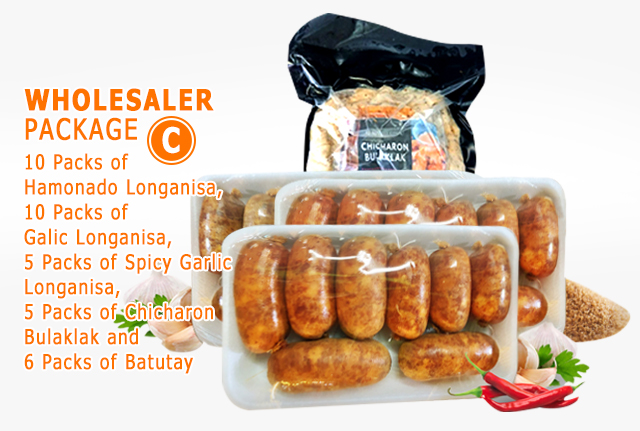 WHOLESALER
PACKAGE C
10 Packs of
Hamonado Longanisa,
10 Packs of
Galic Longanisa,
5 Packs of Spicy Garlic
Longanisa,
5 Packs of Chicharon
Bulaklak and
6 Packs of Batutay
CHICHARON
BULAKLAK